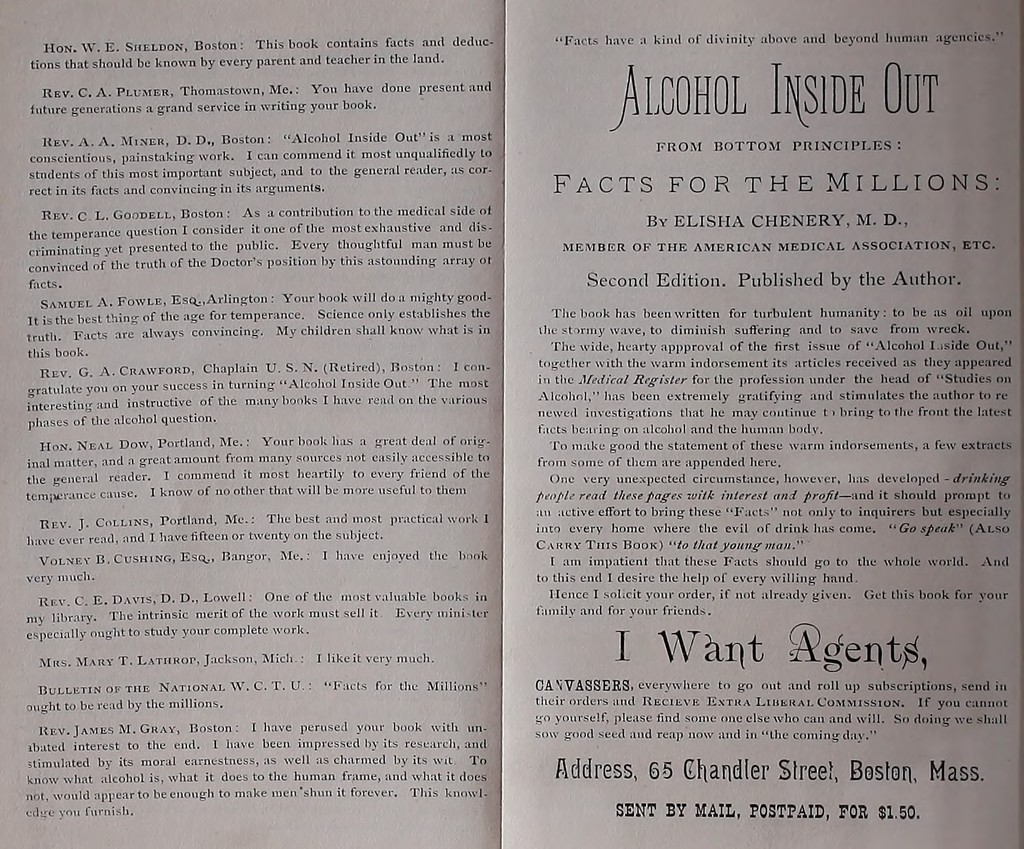 Hon. W. E. Sheldon, Boston: This book contains facts and deduc-
tions that should be known by every parent and teacher in the land.
Rev. C. A. Plumer, Thomastown, Me.: You have done present and
future generations a grand service in writing your book.
Rev. A. A. Miner, D. D., Boston: "Alcohol Inside Out" is a most
conscientious, painstaking work. I can commend it most unqualifiedly to
students of this most important subject, and to the general reader, as cor-
rect in its facts and convincing in its arguments.
Rev. C. L. Goodell, Boston: As a contribution to the medical side of
the temperance question I consider it one of the most exhaustive and dis-
criminating yet presented to the public. Every thoughtful man must be
convinced of the truth of the Doctor's position by this astounding array of
facts.
Samuel A. Fowle, Esq., Arlington: Your book will do a mighty good-
It is the best thing of the age for temperance. Science only establishes the
truth. Facts are always convincing. My children shall know what is in
this book.
Rev. G. A. Crawford, Chaplain U. S. N. (Retired), Boston: I con-
gratulate you on your success in turning "Alcohol Inside Out." The most
interesting and instructive of the many books I have read on the various
phases of the alcohol question.
Hon. Neal Dow, Portland, Me.: Your book has a great deal of orig-
inal matter, and a great amount from many sources not easily accessible to
the general reader. I commend it most heartily to every friend of the
temperance cause. I know of no other that will be more useful to them
Rev. J. Collins, Portland, Me.: The best and most practical work I
have ever read, and I have fifteen or twenty on the subject.
Volney B. Cushing, Esq., Bangor, Me.: I have enjoyed the book
very much.
Rev. C. E. Davis, D. D., Lowell: One of the most valuable books in
my library. The intrinsic merit of the work must sell it. Every minister
especially ought to study your complete work.
Mrs. Mary T. Lathrop, Jackson, Mich.: I like it very much.
Bulletin of the National W. C. T. U.: "Facts for the Millions"
ought to be read by the millions.
Rev. James M. Gray, Boston: I have perused your book with un-
abated interest to the end. I have been impressed by its research, and
stimulated by its moral earnestness, as well as charmed by its wit. To
know what alcohol is, what it does to the human frame, and what it does
not, would appear to be enough to make men shun it forever. This knowl-
edge you furnish.
"Facts have a kind of divinity above and beyond human agencies."
Alcohol Inside Out
FROM BOTTOM PRINCIPLES:
Facts for the Millions:
By ELISHA CHENERY, M. D.,
MEMBER OF THE AMERICAN MEDICAL ASSOCIATION, ETC.
Second Edition. Published by the Author.
The book has been written for turbulent humanity: to be as oil upon
the stormy wave, to diminish suffering and to save from wreck.
The wide, hearty appproval of the first issue of "Alcohol Inside Out,"
together with the warm indorsement its articles received as they appeared
in the Medical Register for the profession under the head of "Studies on
Alcohol," has been extremely gratifying and stimulates the author to re
newed investigations that he may continue to bring to the front the latest
facts bearing on alcohol and the human body.
To make good the statement of these warm indorsements, a few extracts
from some of them are appended here.
One very unexpected circumstance, however, has developed - drinking
people read these pages with interest and profit—and it should prompt to
an active effort to bring these "Facts" not only to inquirers but especially
into every home where the evil of drink has come. "Go speak" (Also
Carry This Book) "to that young man."
I am impatient that these Facts should go to the whole world. And
to this end I desire the help of every willing hand.
Hence I solicit your order, if not already given. Get this book for your
family and for your friends.
I Want Agents,
CANVASSERS, everywhere to go out and roll up subscriptions, send in
their orders and Recieve Extra Liberal Commission. If you cannot
go yourself, please find some one else who can and will. So doing we shall
sow good seed and reap now and in "the coming day."
Address, 65 Chandler Street, Boston, Mass.
SENT BY MAIL, POSTPAID, FOR $1.50.